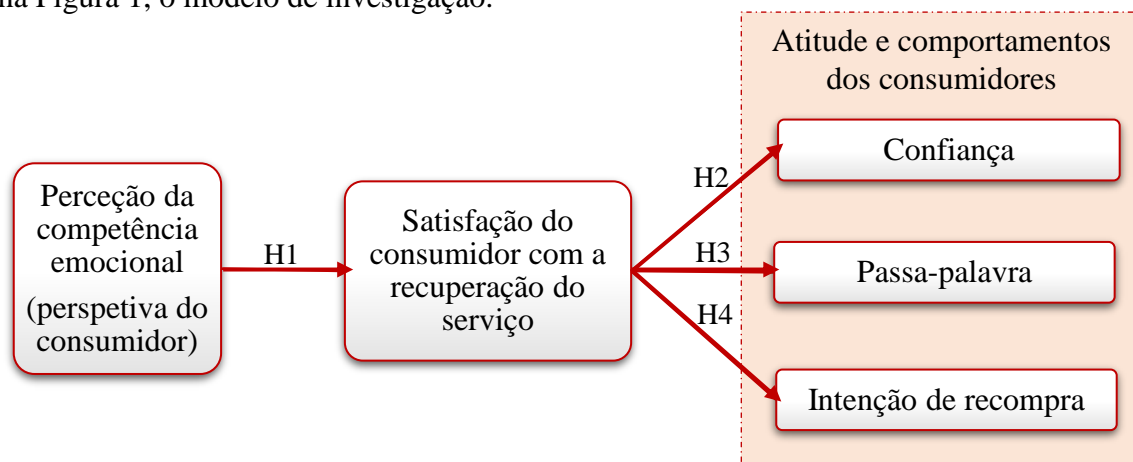 na Figura 1, o modelo de investigação.
Atitude e comportamentos
dos consumidores
Perceção da
competência
emocional
(perspetiva do
consumidor)
H1
Satisfação do
consumidor com a
recuperação do
serviço
H2
H3
H4
Confiança
Passa-palavra
Intenção de recompra